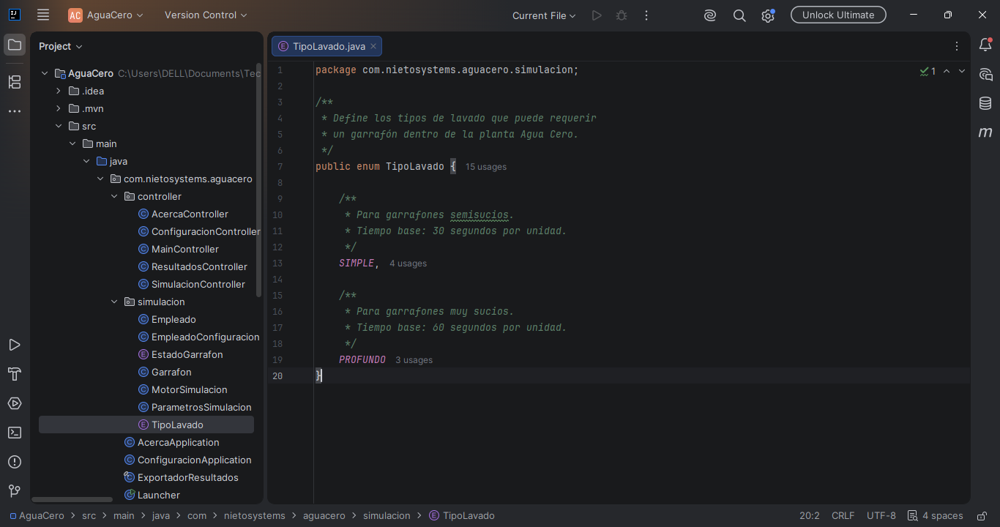 AC AguaCero Version Control Current File Unlock Ultimate
Project
TipoLavado.java
AguaCero C:\Users\DELL\Documents\Tec
.idea
.mvn
src
main
java
com.nietosystems.aguacero
controller
AcercaController
ConfiguracionController
MainController
ResultadosController
SimulacionController
simulacion
Empleado
EmpleadoConfiguracion
EstadoGarrafon
Garrafon
MotorSimulacion
ParametrosSimulacion
TipoLavado
AcercaApplication
ConfiguracionApplication
ExportadorResultados
Launcher
1 package com.nietosystems.aguacero.simulacion; 1
2
3 /**
4 * Define los tipos de lavado que puede requerir
5 * un garrafón dentro de la planta Agua Cero.
6 */
7 public enum TipoLavado { 15 usages
8
9 /**
10 * Para garrafones semisucios.
11 * Tiempo base: 30 segundos por unidad.
12 */
13 SIMPLE, 4 usages
14
15 /**
16 * Para garrafones muy sucios.
17 * Tiempo base: 60 segundos por unidad.
18 */
19 PROFUNDO 3 usages
20 }
AguaCero > src > main > java > com > nietosystems > aguacero > simulacion > TipoLavado 20:2 CRLF UTF-8 4 spaces